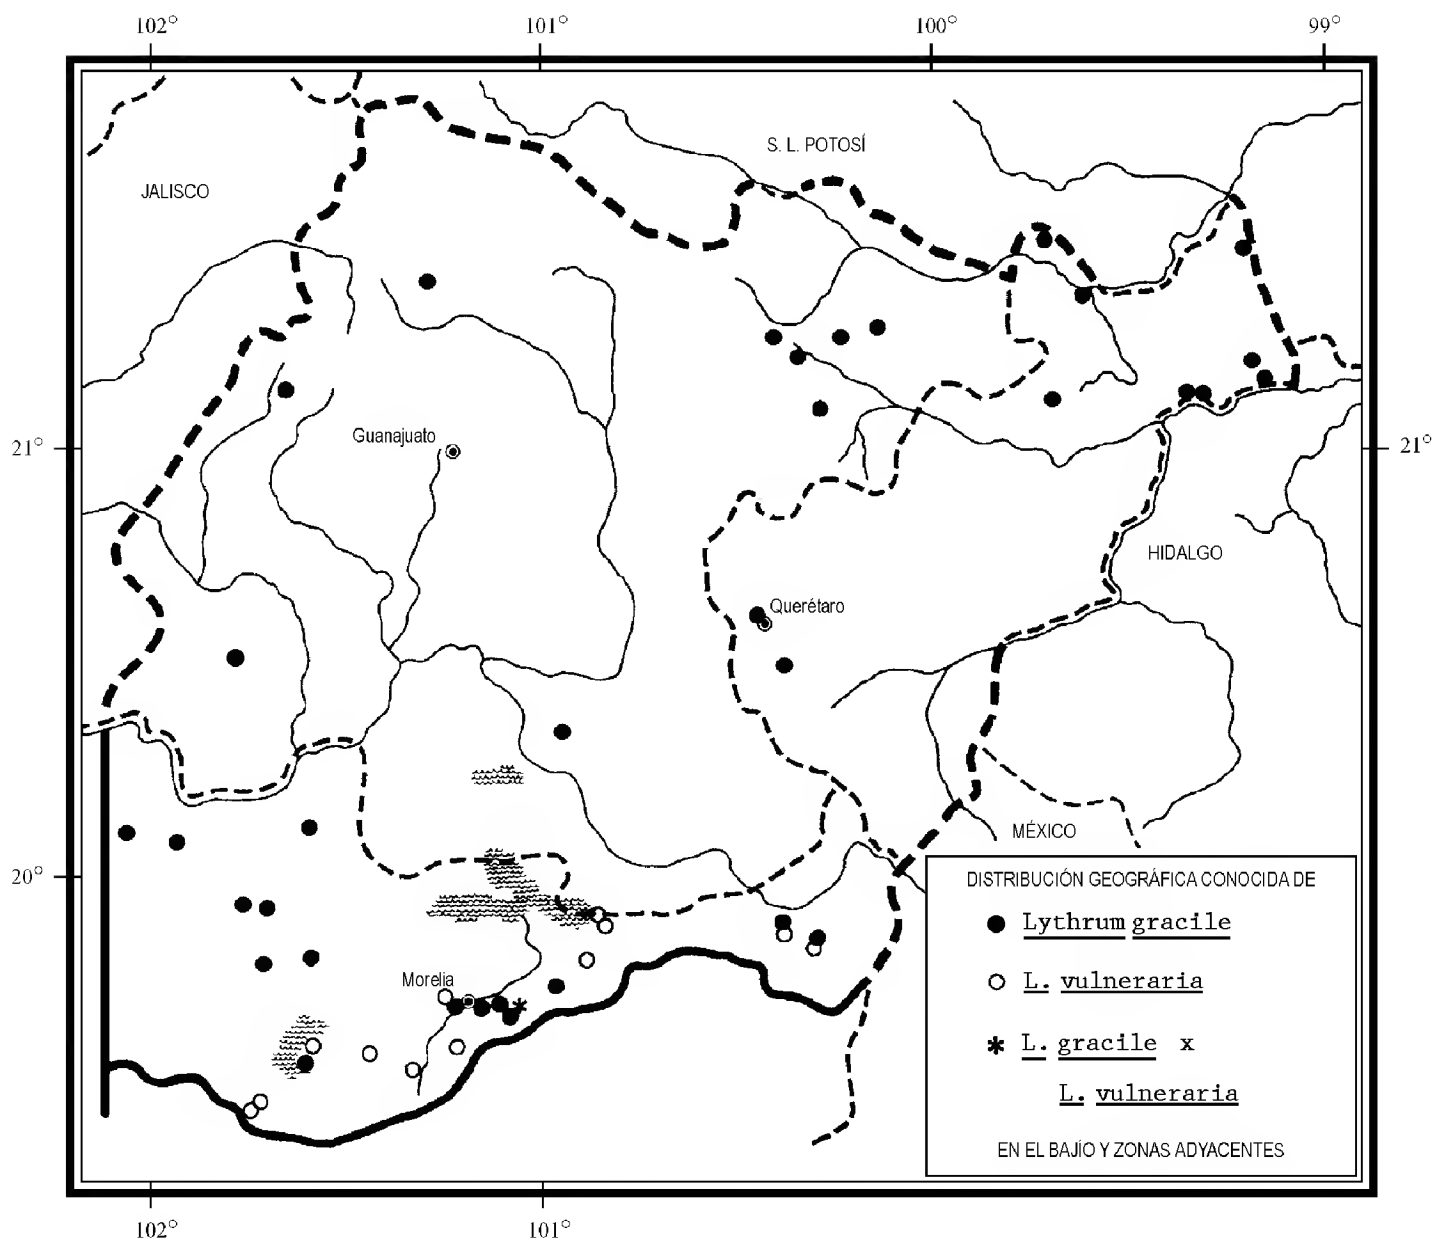 102° 101° 100° 99°
S. L. POTOSÍ
JALISCO
Guanajuato
21° 21°
HIDALGO
Querétaro
MÉXICO
20°
DISTRIBUCIÓN GEOGRÁFICA CONOCIDA DE
Lythrum gracile
Morelia
L. vulneraria
L. gracile x
L. vulneraria
EN EL BAJÍO Y ZONAS ADYACENTES
102° 101°